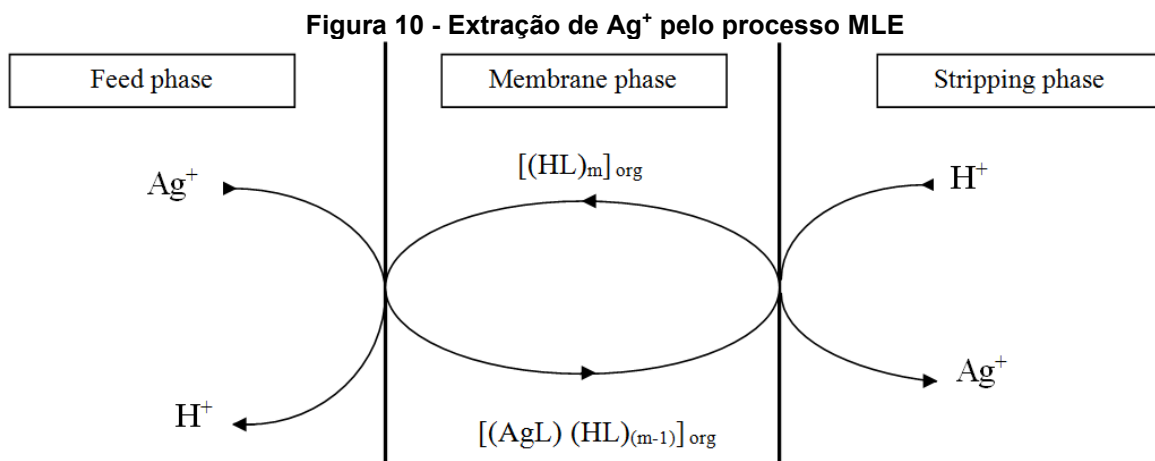 Figura 10 - Extração de Ag⁺ pelo processo MLE
Feed phase
Membrane phase
Stripping phase
Ag⁺
[(HL)ₘ] org
H⁺
H⁺
[(AgL) (HL)₍ₘ₋₁₎] org
Ag⁺